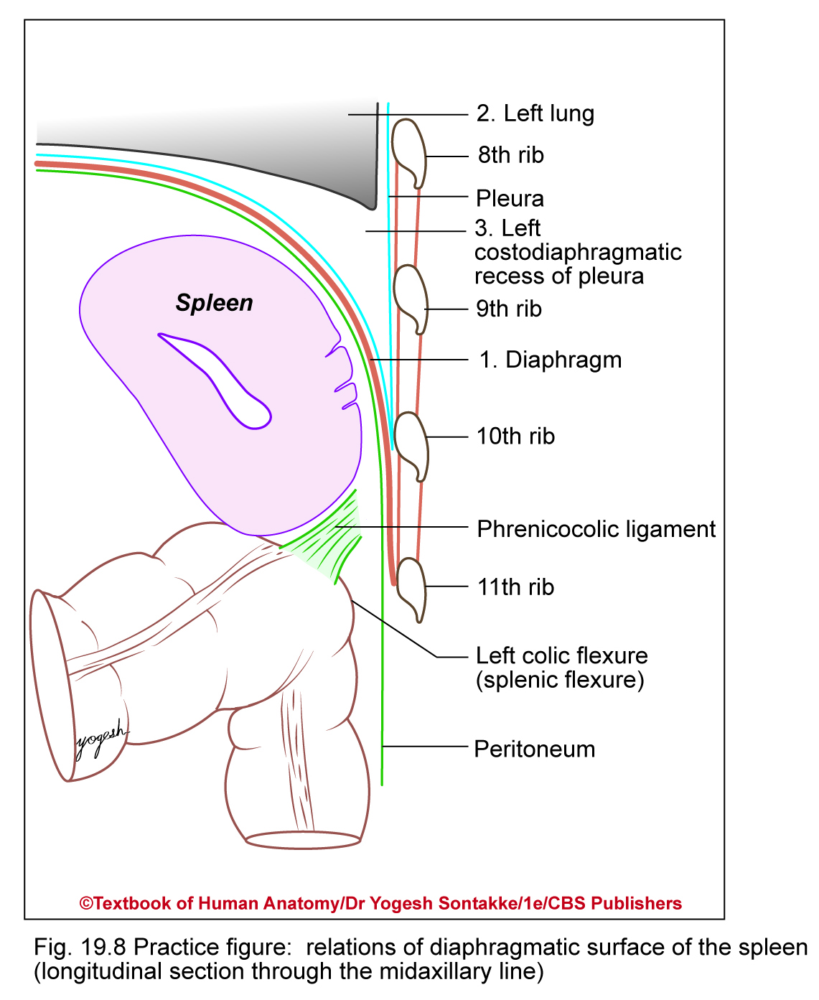 2. Left lung
8th rib
Pleura
3. Left
costodiaphragmatic
recess of pleura
Spleen
9th rib
1. Diaphragm
10th rib
Phrenicocolic ligament
11th rib
Left colic flexure
(splenic flexure)
yogesh
Peritoneum
©Textbook of Human Anatomy/Dr Yogesh Sontakke/1e/CBS Publishers
Fig. 19.8 Practice figure:  relations of diaphragmatic surface of the spleen
(longitudinal section through the midaxillary line)